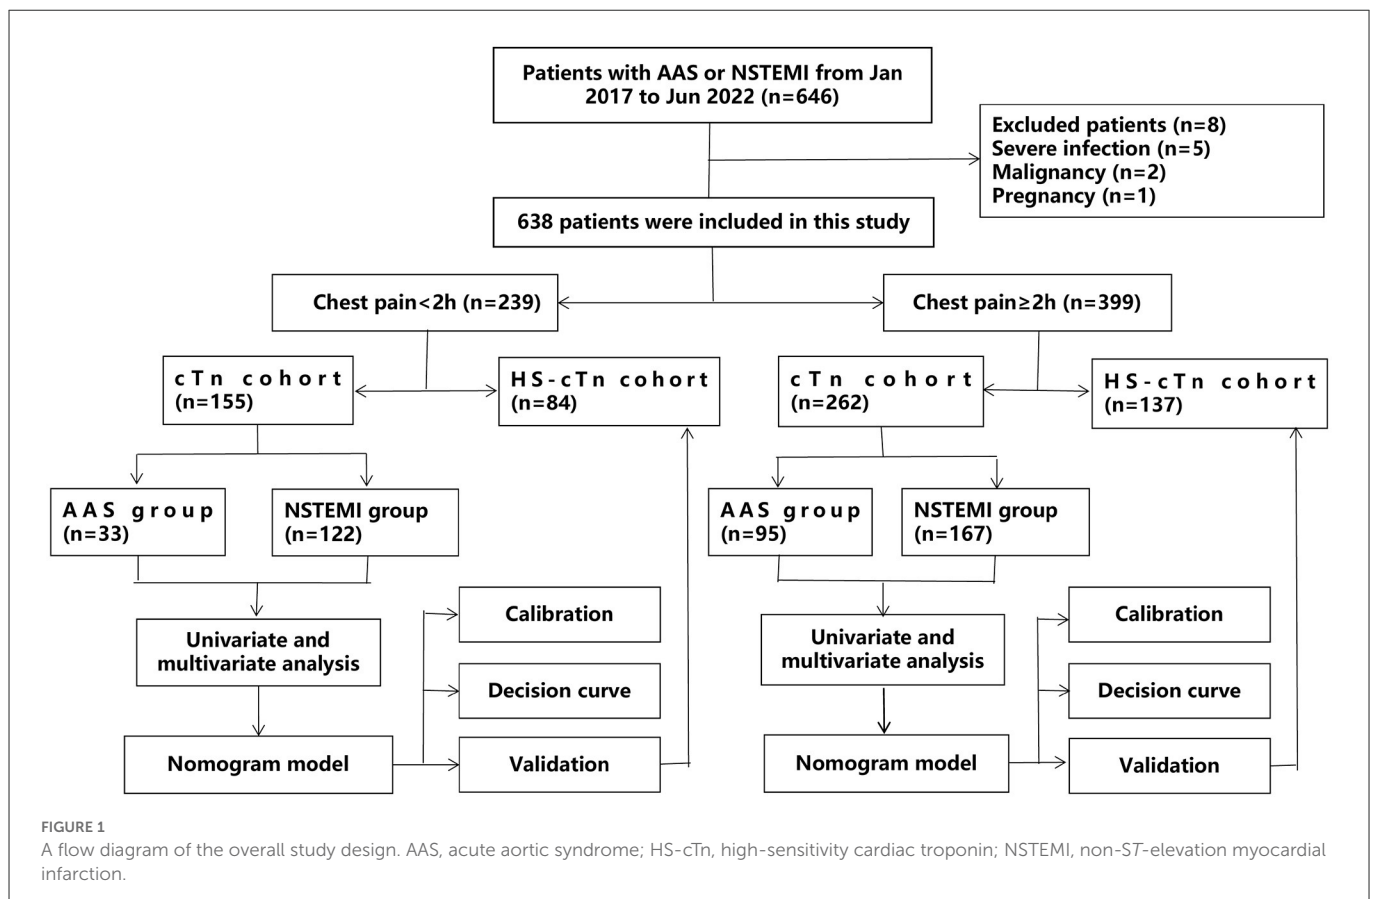 Patients with AAS or NSTEMI from Jan
2017 to Jun 2022 (n=646)
Excluded patients (n=8)
Severe infection (n=5)
Malignancy (n=2)
Pregnancy (n=1)
638 patients were included in this study
Chest pain<2h (n=239)
Chest pain≥2h (n=399)
cTn cohort
(n=155)
HS-cTn cohort
(n=84)
cTn cohort
(n=262)
HS-cTn cohort
(n=137)
AAS group
(n=33)
NSTEMI group
(n=122)
AAS group
(n=95)
NSTEMI group
(n=167)
Univariate and
multivariate analysis
Calibration
Decision curve
Nomogram model
Validation
Univariate and
multivariate analysis
Calibration
Decision curve
Nomogram model
Validation
FIGURE 1
A flow diagram of the overall study design. AAS, acute aortic syndrome; HS-cTn, high-sensitivity cardiac troponin; NSTEMI, non-ST-elevation myocardial
infarction.